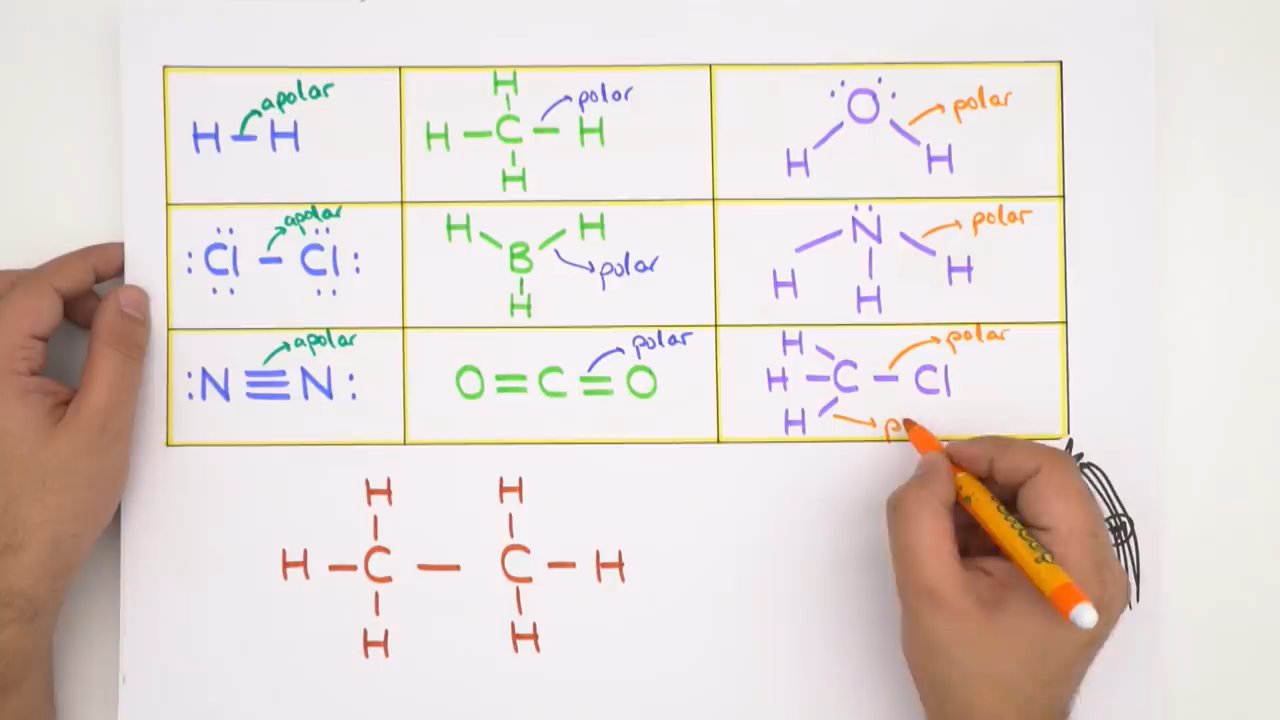 apolar
H – H
H
polar
H – C – H
H
:O:
polar
H H
apolar
:Cl – Cl:
H H
B
polar
H
N
polar
H H H
apolar
:N ≡ N:
polar
O = C = O
H
polar
H – C – Cl
H
p
H H
H – C – C – H
H H